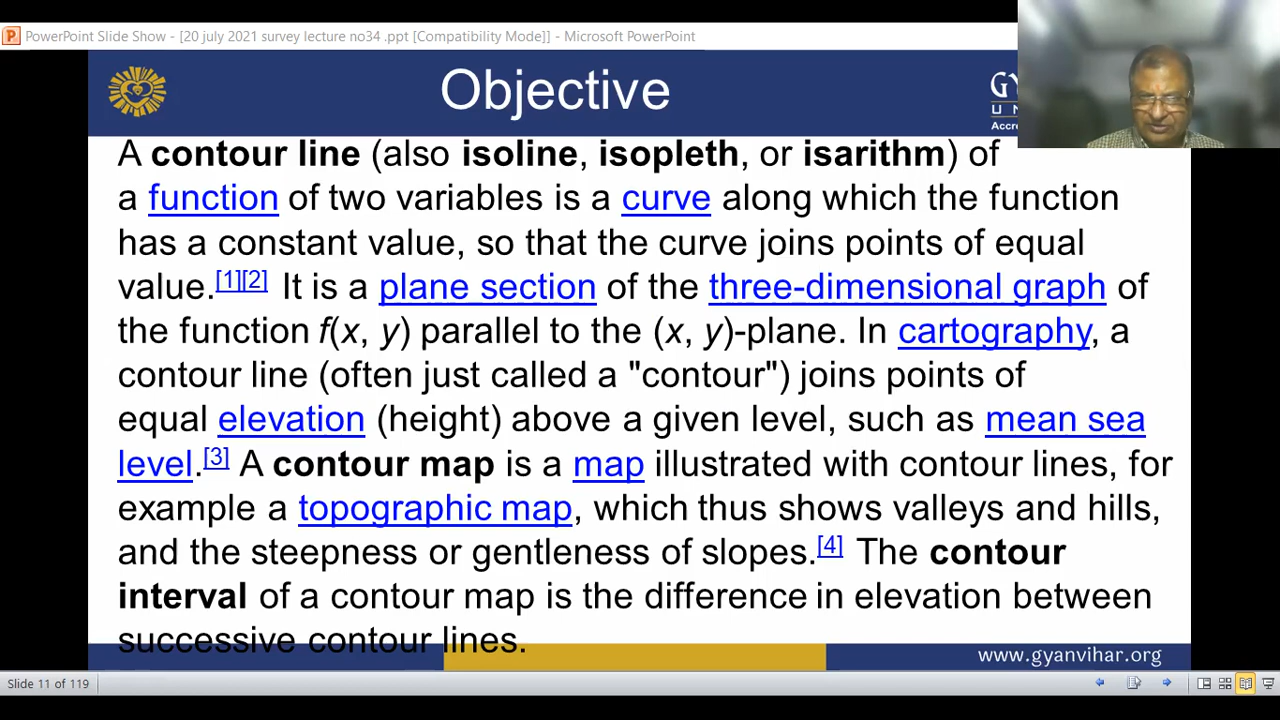 PowerPoint Slide Show - [20 july 2021 survey lecture no34 .ppt [Compatibility Mode]] - Microsoft PowerPoint
Objective
GY
U N
Accre
A contour line (also isoline, isopleth, or isarithm) of
a function of two variables is a curve along which the function
has a constant value, so that the curve joins points of equal
value.[1][2] It is a plane section of the three-dimensional graph of
the function f(x, y) parallel to the (x, y)-plane. In cartography, a
contour line (often just called a "contour") joins points of
equal elevation (height) above a given level, such as mean sea
level.[3] A contour map is a map illustrated with contour lines, for
example a topographic map, which thus shows valleys and hills,
and the steepness or gentleness of slopes.[4] The contour
interval of a contour map is the difference in elevation between
successive contour lines.
www.gyanvihar.org
Slide 11 of 119